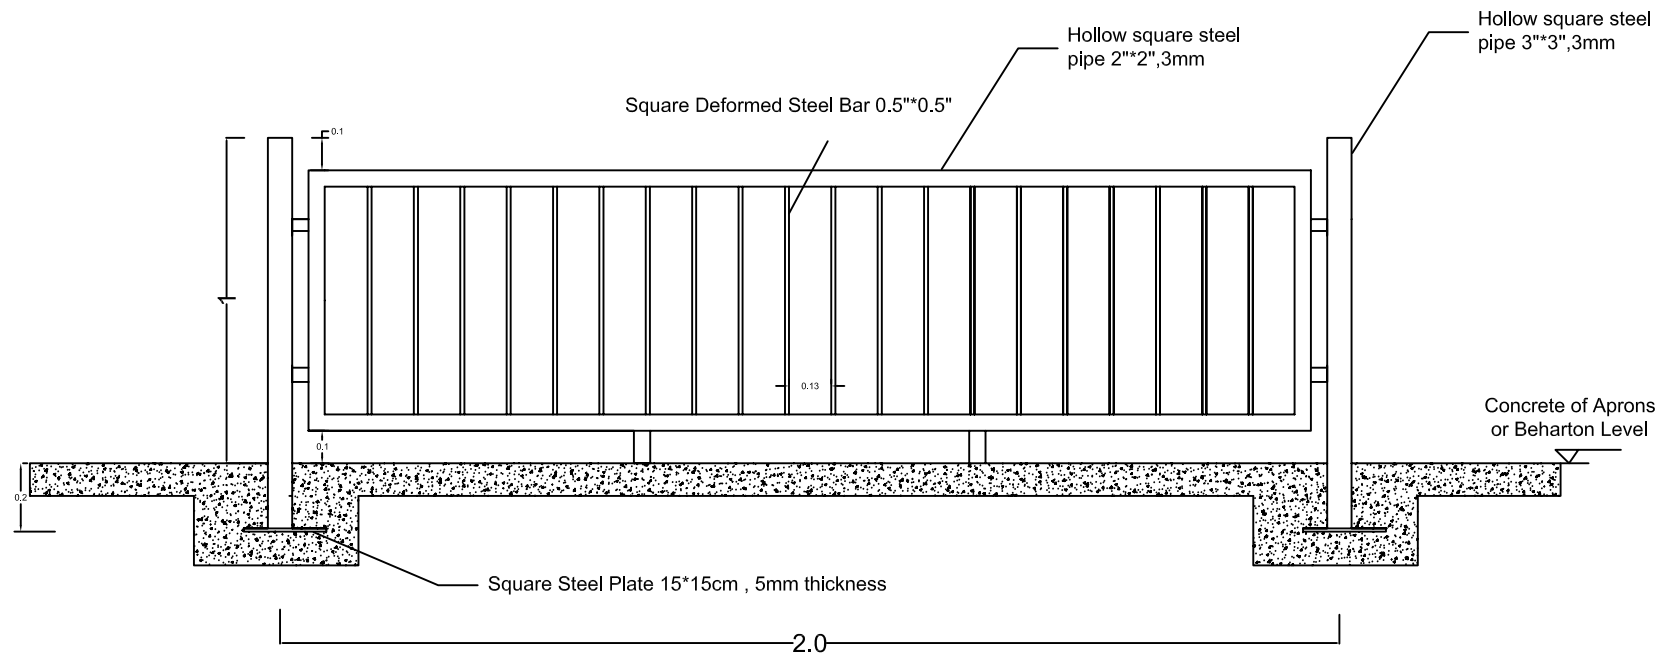 Hollow square steel
pipe 3"*3",3mm
Hollow square steel
pipe 2"*2",3mm
Square Deformed Steel Bar 0.5"*0.5"
0.1
1
0.13
Concrete of Aprons
or Beharton Level
0.1
0.2
Square Steel Plate 15*15cm , 5mm thickness
2.0